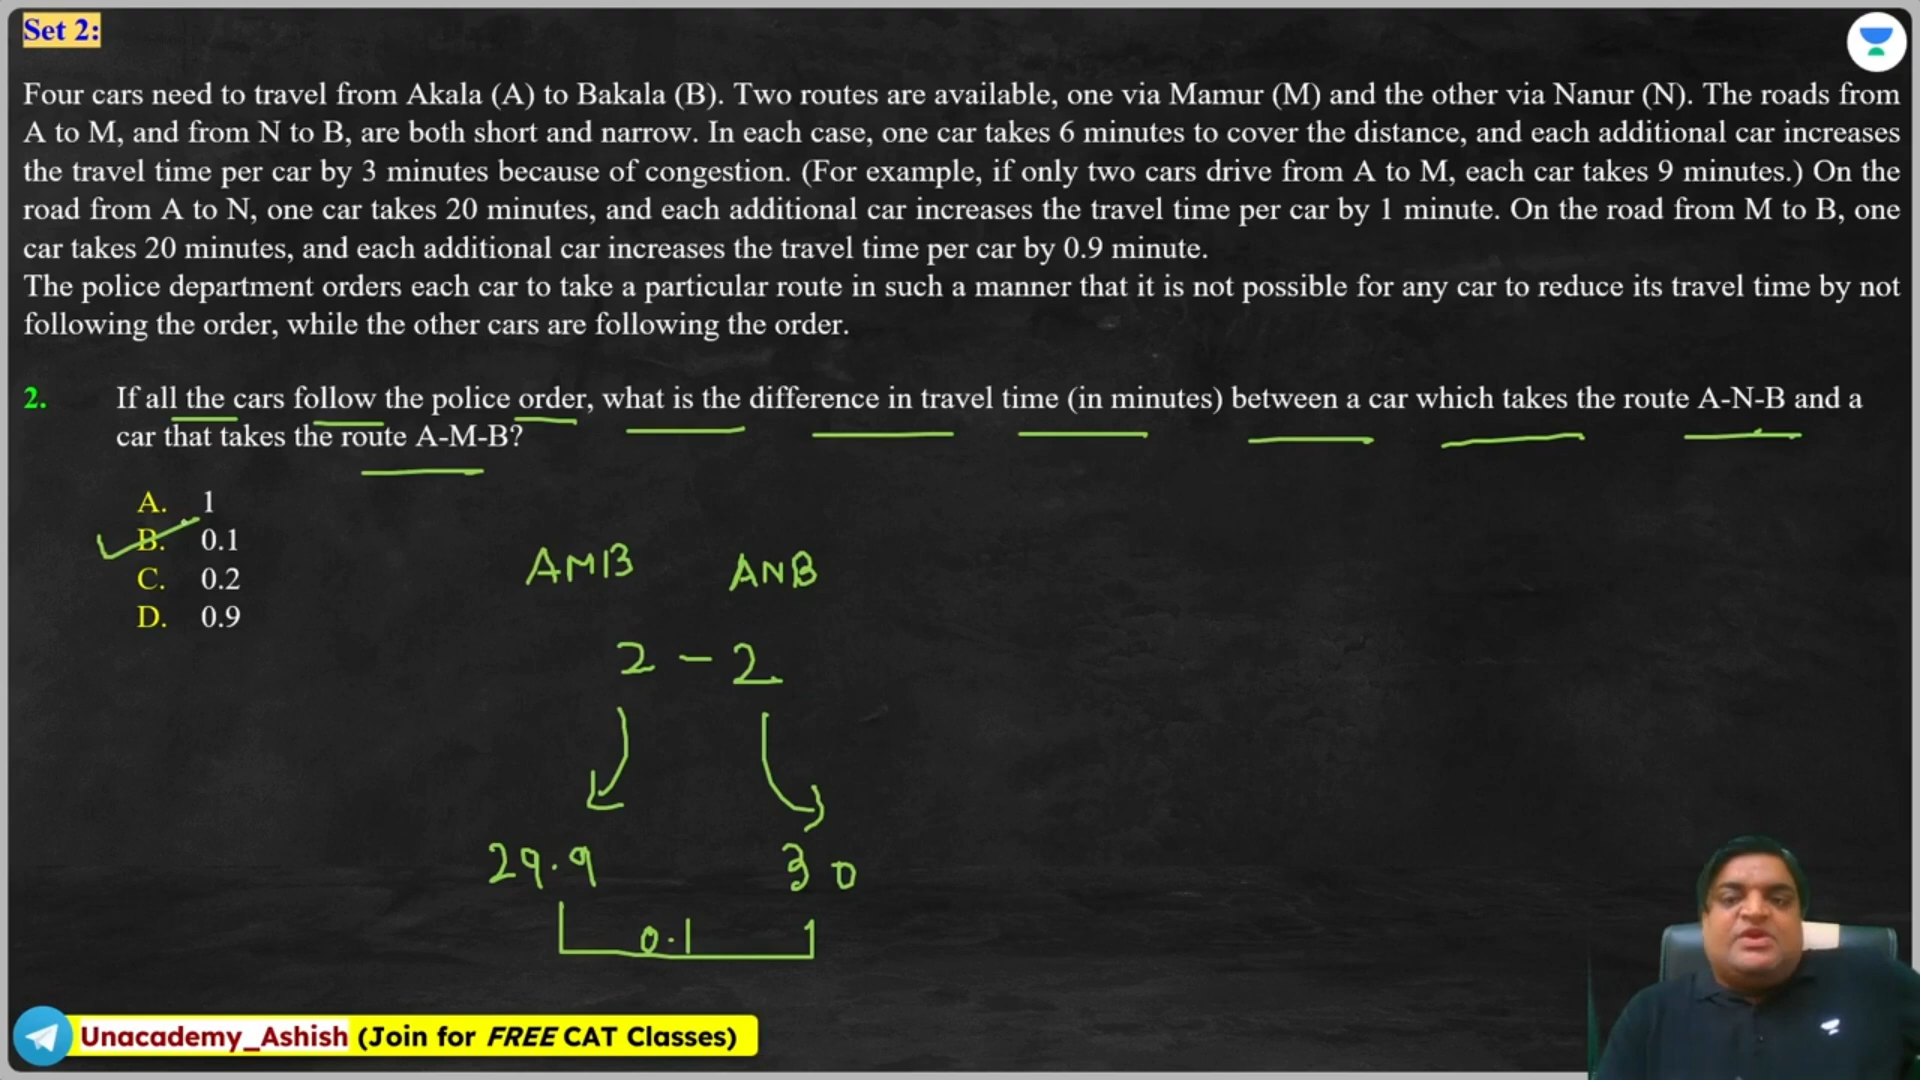 Set 2:
Four cars need to travel from Akala (A) to Bakala (B). Two routes are available, one via Mamur (M) and the other via Nanur (N). The roads from
A to M, and from N to B, are both short and narrow. In each case, one car takes 6 minutes to cover the distance, and each additional car increases
the travel time per car by 3 minutes because of congestion. (For example, if only two cars drive from A to M, each car takes 9 minutes.) On the
road from A to N, one car takes 20 minutes, and each additional car increases the travel time per car by 1 minute. On the road from M to B, one
car takes 20 minutes, and each additional car increases the travel time per car by 0.9 minute.
The police department orders each car to take a particular route in such a manner that it is not possible for any car to reduce its travel time by not
following the order, while the other cars are following the order.
2. If all the cars follow the police order, what is the difference in travel time (in minutes) between a car which takes the route A-N-B and a
car that takes the route A-M-B?
A. 1
B. 0.1
C. 0.2
D. 0.9
AMB ANB
2 - 2
29.9 30
0.1
Unacademy_Ashish (Join for FREE CAT Classes)